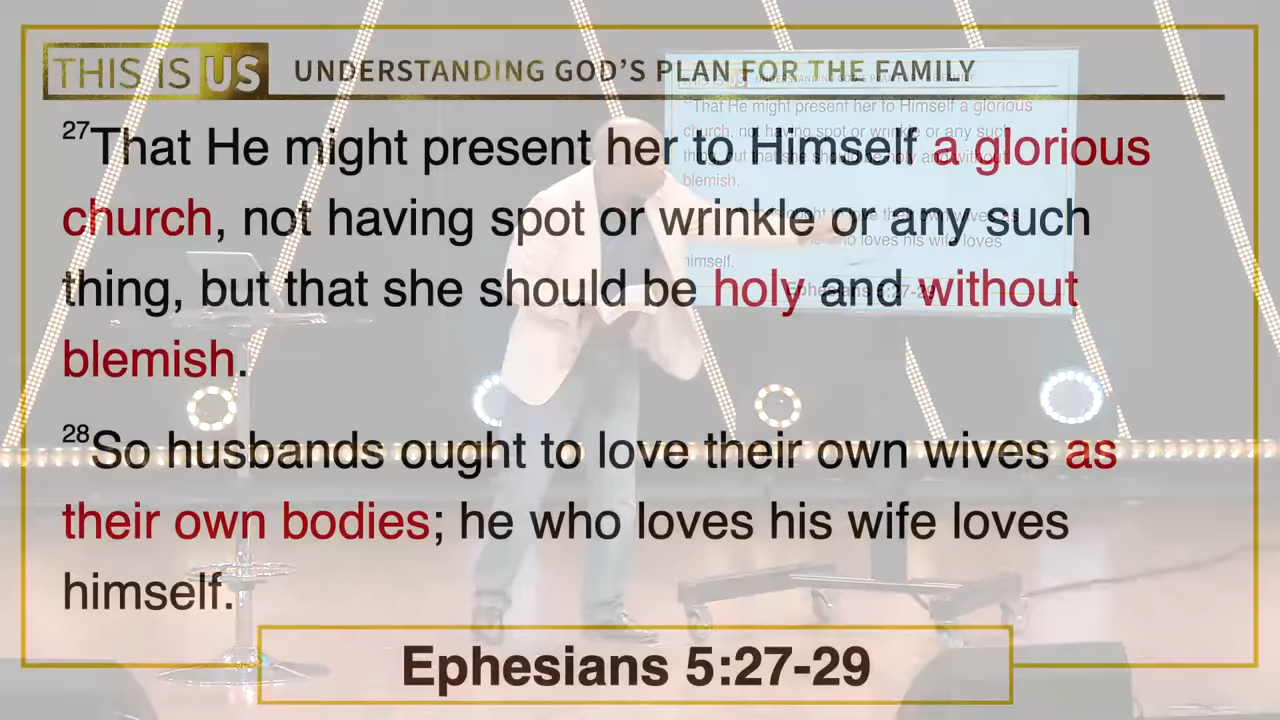 THIS IS US UNDERSTANDING GOD'S PLAN FOR THE FAMILY
27That He might present her to Himself a glorious
church, not having spot or wrinkle or any such
thing, but that she should be holy and without
blemish.
28So husbands ought to love their own wives as
their own bodies; he who loves his wife loves
himself.
Ephesians 5:27-29